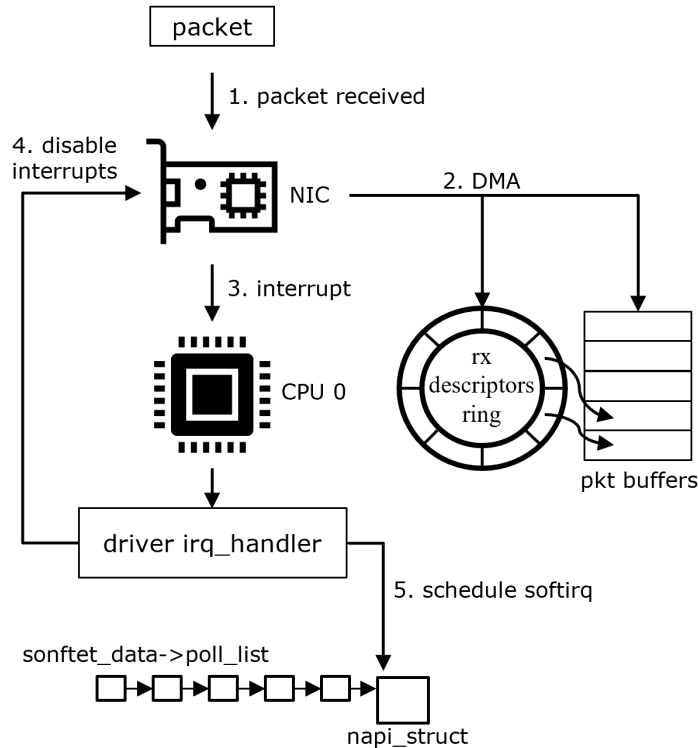 packet
1. packet received
4. disable
interrupts
NIC
2. DMA
3. interrupt
CPU 0
rx
descriptors
ring
pkt buffers
driver irq_handler
5. schedule softirq
sonftet_data->poll_list
napi_struct